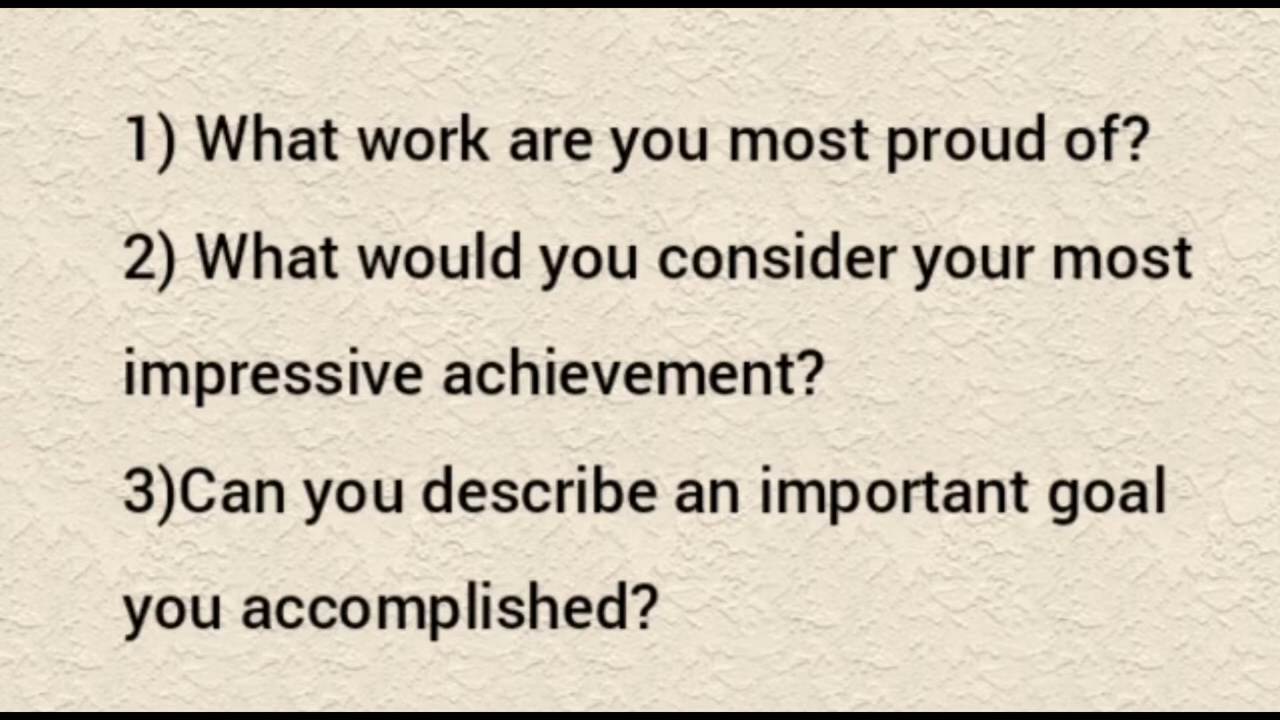 1) What work are you most proud of?
2) What would you consider your most
impressive achievement?
3)Can you describe an important goal
you accomplished?